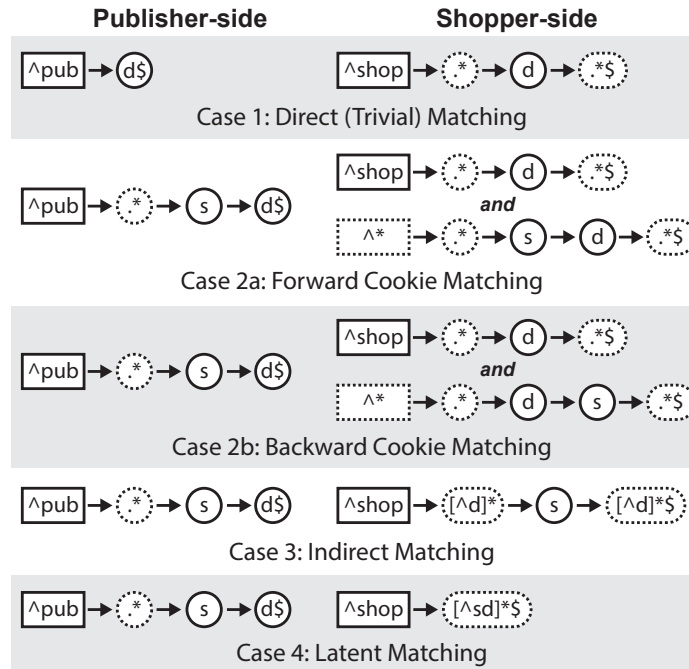 Publisher-side Shopper-side
^pub d$ ^shop .* d .*$
Case 1: Direct (Trivial) Matching
^shop .* d .*$
^pub .* s d$
and
^* .* s d .*$
Case 2a: Forward Cookie Matching
^shop .* d .*$
^pub .* s d$
and
^* .* d s .*$
Case 2b: Backward Cookie Matching
^pub .* s d$ ^shop [^d]* s [^d]*$
Case 3: Indirect Matching
^pub .* s d$ ^shop [^sd]*$
Case 4: Latent Matching